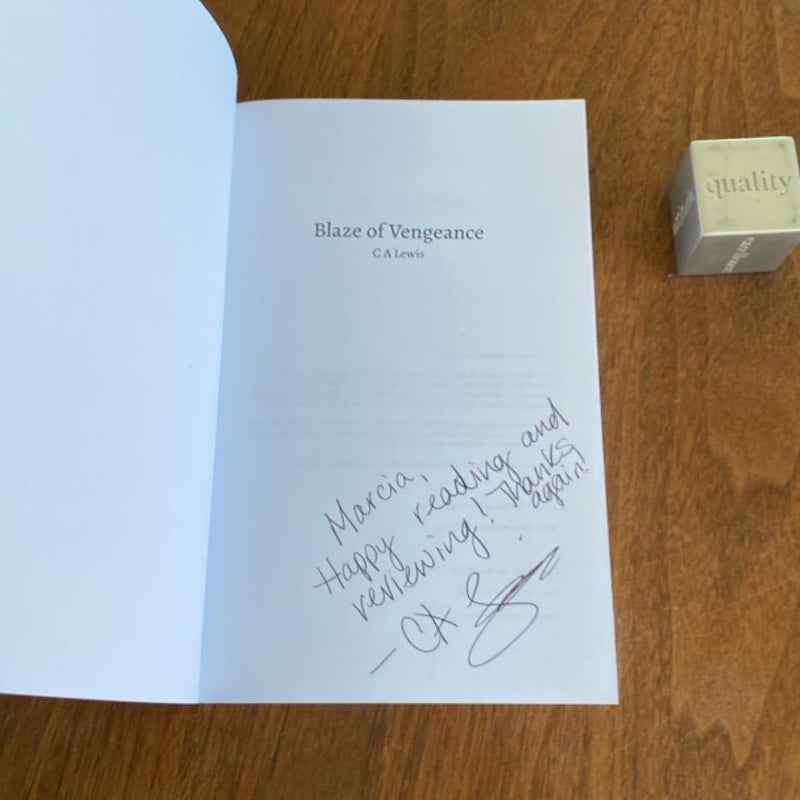 Blaze of Vengeance
C A Lewis
Marcia,
Happy reading and
reviewing! Thanks
again!
- CA
quality